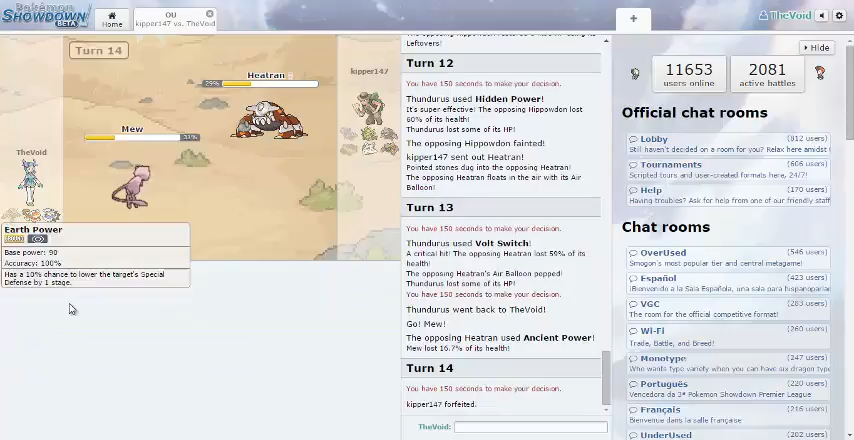 Pokémon
Showdown
BETA
Home
OU
kipper147 vs. TheVoid
+
TheVoid
Turn 14
Heatran
29%
kipper147
Mew
31%
TheVoid
Earth Power
Base power: 90
Accuracy: 100%
Has a 10% chance to lower the target's Special
Defense by 1 stage.
Leftovers!
Turn 12
You have 150 seconds to make your decision.
Thundurus used Hidden Power!
It's super effective! The opposing Hippowdon lost
60% of its health!
Thundurus lost some of its HP!
The opposing Hippowdon fainted!
kipper147 sent out Heatran!
Pointed stones dug into the opposing Heatran!
The opposing Heatran floats in the air with its Air
Balloon!
Turn 13
You have 150 seconds to make your decision.
Thundurus used Volt Switch!
A critical hit! The opposing Heatran lost 59% of its
health!
The opposing Heatran's Air Balloon popped!
Thundurus lost some of its HP!
You have 150 seconds to make your decision.
Thundurus went back to TheVoid!
Go! Mew!
The opposing Heatran used Ancient Power!
Mew lost 16.7% of its health!
Turn 14
You have 150 seconds to make your decision.
kipper147 forfeited.
TheVoid:
Hide
11653
users online
2081
active battles
Official chat rooms
Lobby
(812 users)
Still haven't decided on a room for you? Relax here amidst t
Tournaments
(606 users)
Scripted tours and user-created formats here, 24/7!
Help
(170 users)
Having troubles? Ask for help from one of our friendly staff
Chat rooms
OverUsed
(546 users)
Smogon's most popular tier and central metagame!
Español
(423 users)
¡Bienvenido a la Sala Española, una sala para hispanoparlan
VGC
(283 users)
The room for the official competitive format!
Wi-Fi
(260 users)
Trade, Battle, and Breed!
Monotype
(247 users)
Who wants type variety when you can have six dragon type
Português
(220 users)
Vencedora da 3ª Pokemon Showdown Premier League
Français
(216 users)
Bienvenue dans la salle française!
UnderUsed
(202 users)